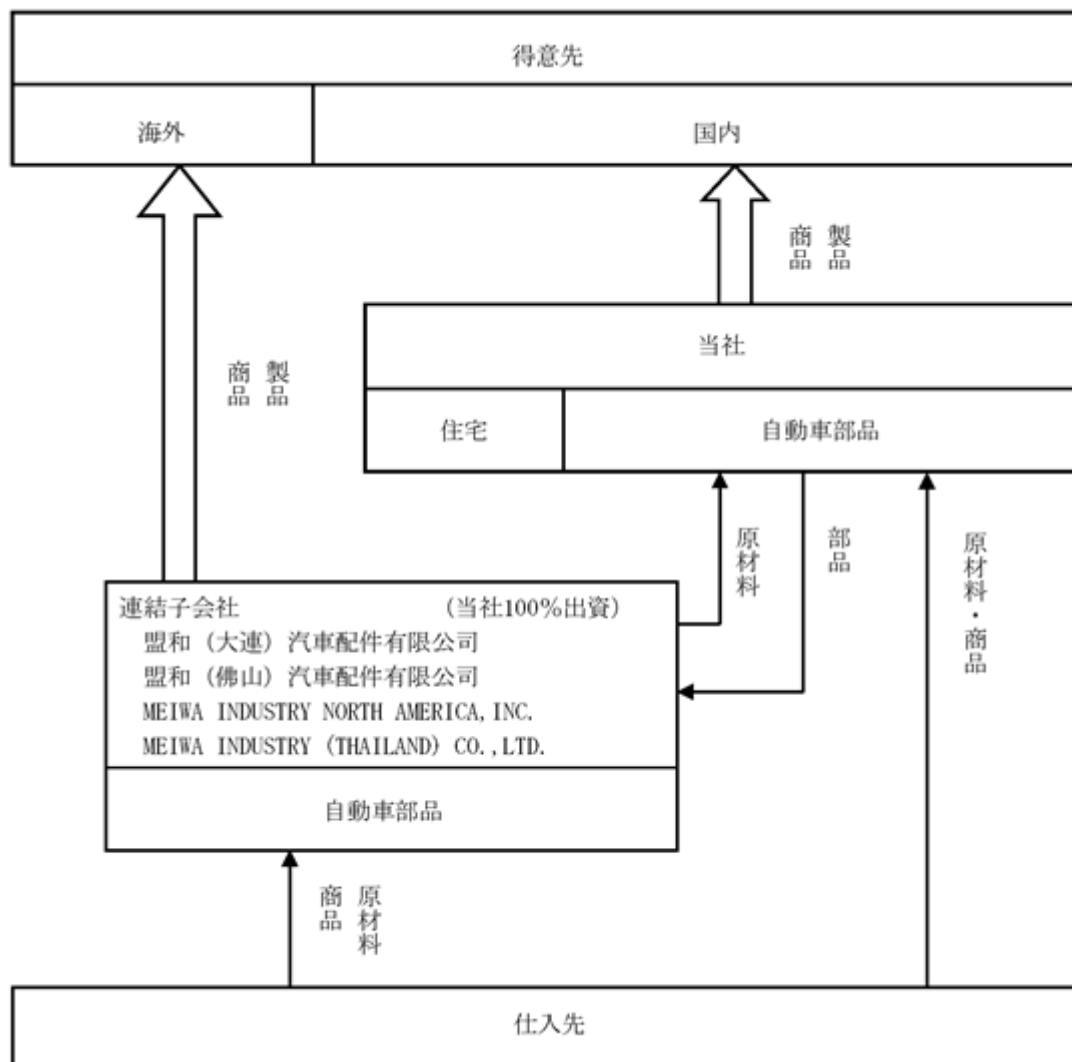 得意先
海外
国内
製品
商品
当社
製品
商品
住宅
自動車部品
原材料
部品
原材料・商品
連結子会社 (当社100%出資)
盟和（大連）汽車配件有限公司
盟和（佛山）汽車配件有限公司
MEIWA INDUSTRY NORTH AMERICA,INC.
MEIWA INDUSTRY (THAILAND) CO.,LTD.
自動車部品
原材料
商品
仕入先